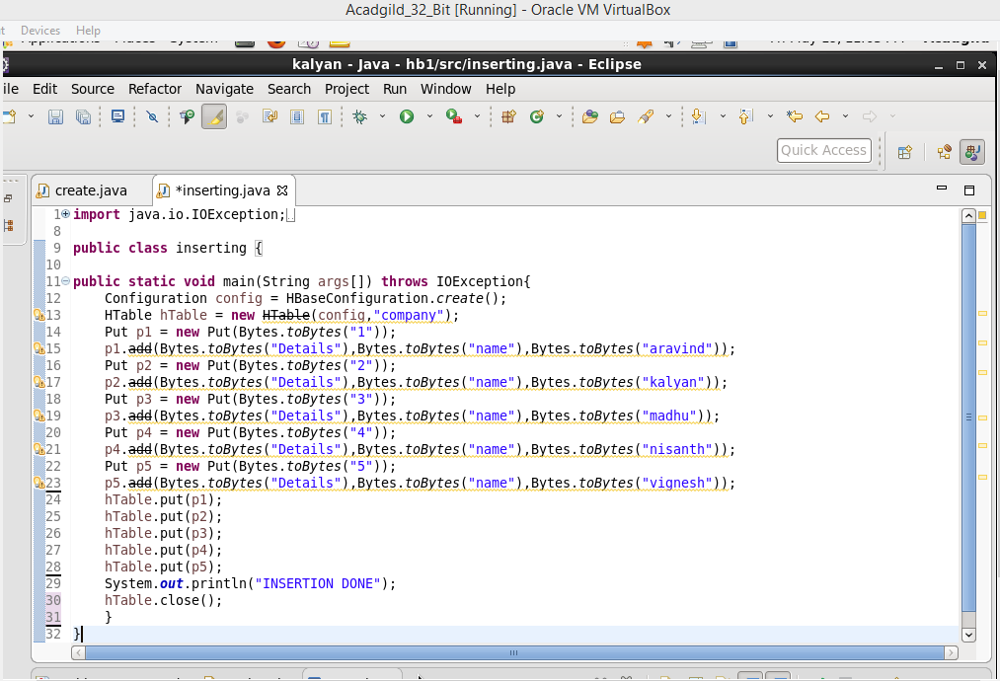 Acadgild_32_Bit [Running] - Oracle VM VirtualBox
Devices Help
kalyan - Java - hb1/src/inserting.java - Eclipse
ile Edit Source Refactor Navigate Search Project Run Window Help
Quick Access
create.java *inserting.java
1 import java.io.IOException;
8
9 public class inserting {
10
11 public static void main(String args[]) throws IOException{
12 Configuration config = HBaseConfiguration.create();
13 HTable hTable = new HTable(config,"company");
14 Put p1 = new Put(Bytes.toBytes("1"));
15 p1.add(Bytes.toBytes("Details"),Bytes.toBytes("name"),Bytes.toBytes("aravind"));
16 Put p2 = new Put(Bytes.toBytes("2"));
17 p2.add(Bytes.toBytes("Details"),Bytes.toBytes("name"),Bytes.toBytes("kalyan"));
18 Put p3 = new Put(Bytes.toBytes("3"));
19 p3.add(Bytes.toBytes("Details"),Bytes.toBytes("name"),Bytes.toBytes("madhu"));
20 Put p4 = new Put(Bytes.toBytes("4"));
21 p4.add(Bytes.toBytes("Details"),Bytes.toBytes("name"),Bytes.toBytes("nisanth"));
22 Put p5 = new Put(Bytes.toBytes("5"));
23 p5.add(Bytes.toBytes("Details"),Bytes.toBytes("name"),Bytes.toBytes("vignesh"));
24 hTable.put(p1);
25 hTable.put(p2);
26 hTable.put(p3);
27 hTable.put(p4);
28 hTable.put(p5);
29 System.out.println("INSERTION DONE");
30 hTable.close();
31 }
32 }